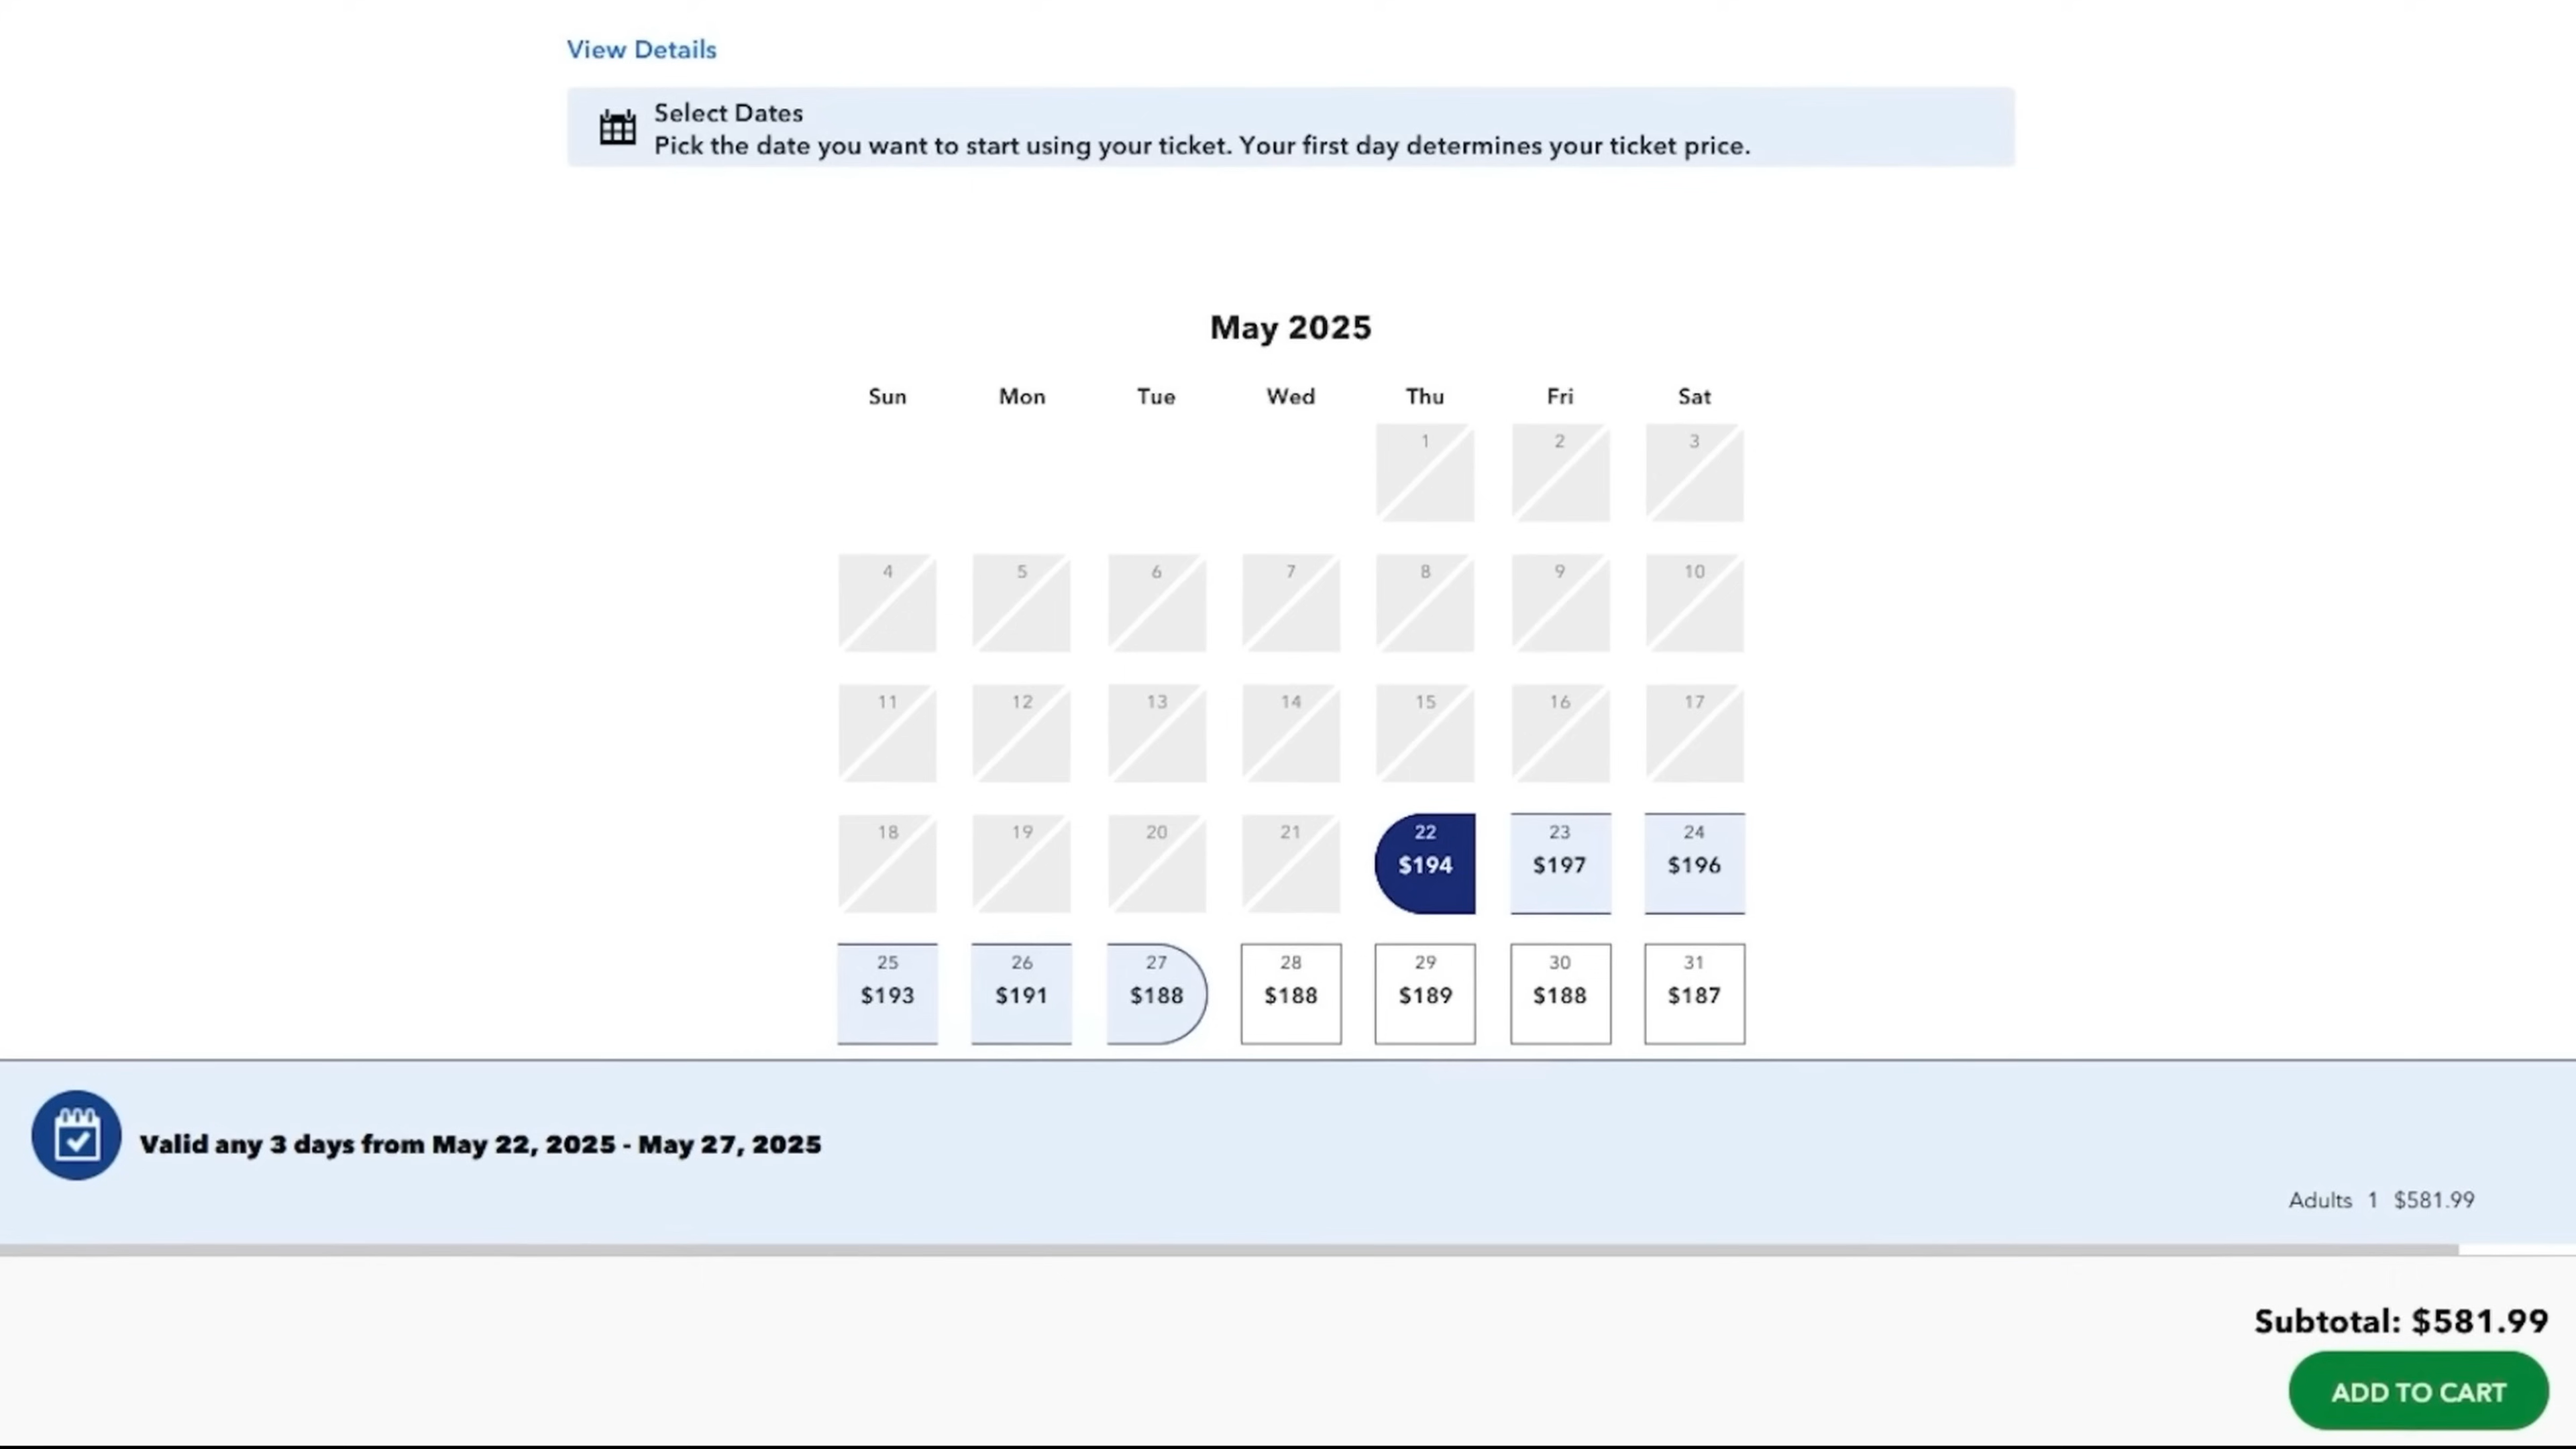 View Details
Select Dates
Pick the date you want to start using your ticket. Your first day determines your ticket price.
May 2025
Sun Mon Tue Wed Thu Fri Sat
1 2 3
4 5 6 7 8 9 10
11 12 13 14 15 16 17
18 19 20 21 22 23 24
$194 $197 $196
25 26 27 28 29 30 31
$193 $191 $188 $188 $189 $188 $187
Valid any 3 days from May 22, 2025 - May 27, 2025
Adults 1 $581.99
Subtotal: $581.99
ADD TO CART